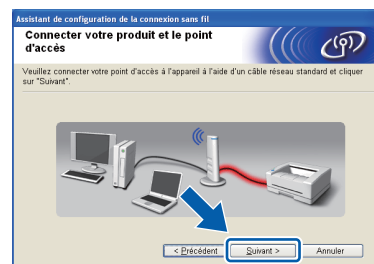 Assistant de configuration de la connexion sans fil
Connecter votre produit et le point
d'accès
Veuillez connecter votre point d'accès à l'appareil à l'aide d'un câble réseau standard et cliquer
sur "Suivant".
< Précédent
Suivant >
Annuler